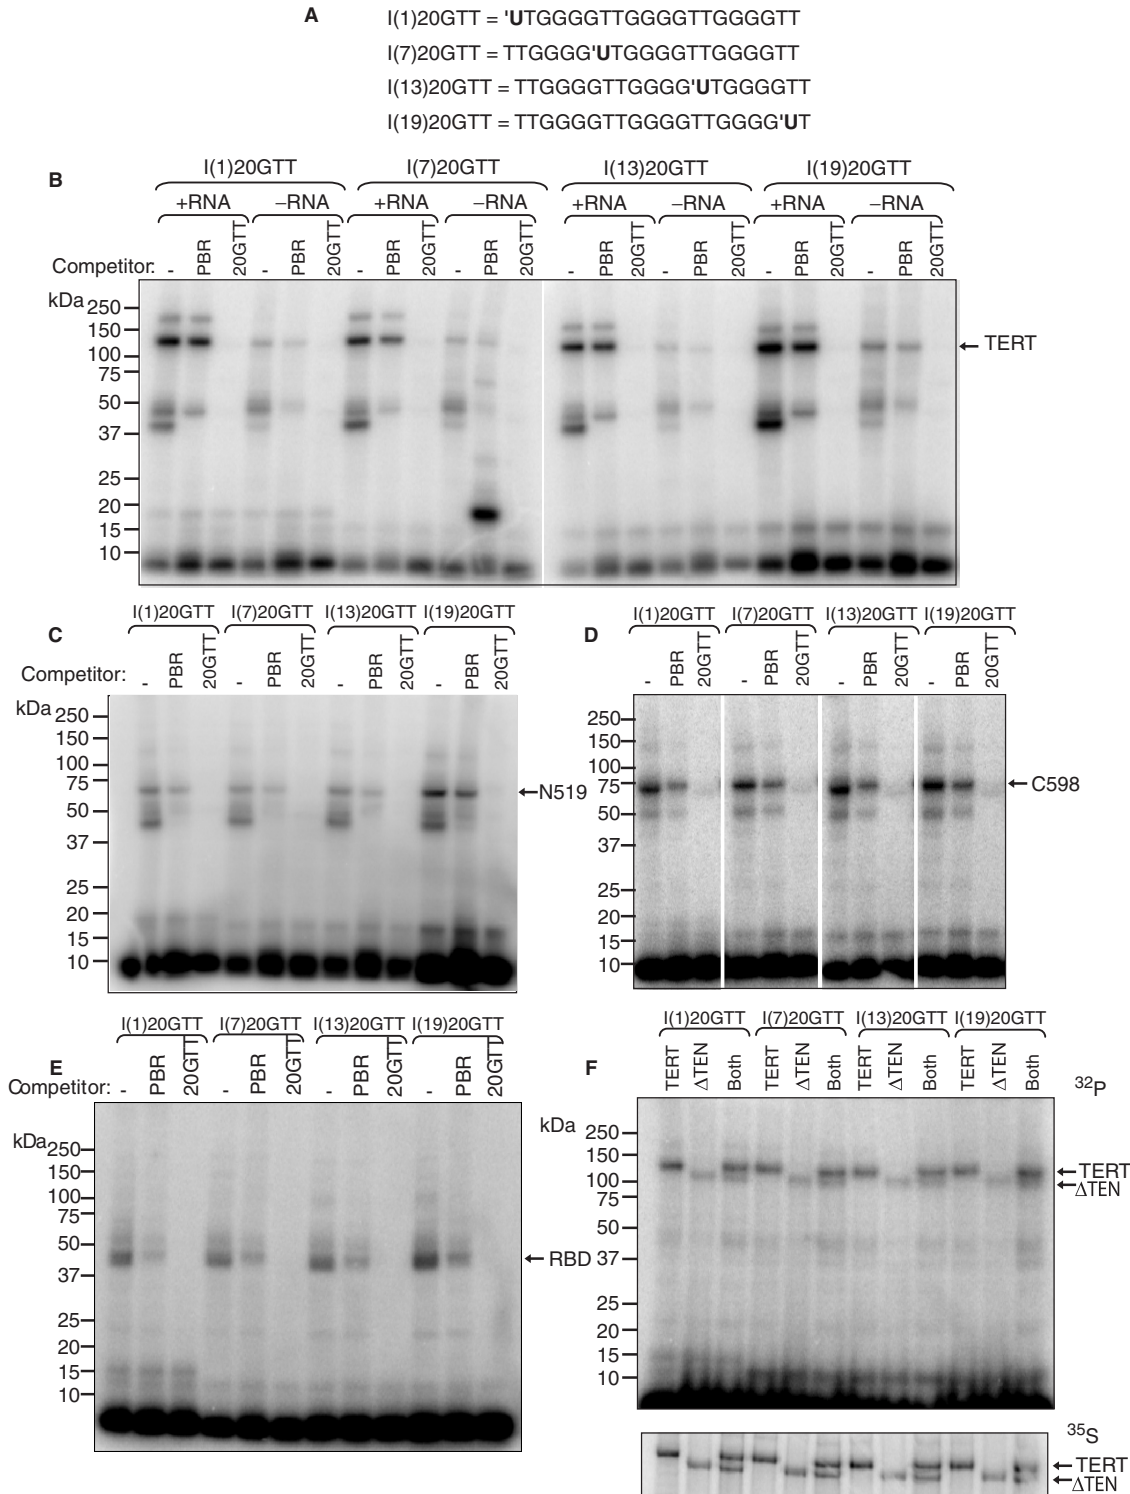 A
I(1)20GTT = 'UTGGGGTTGGGGTTGGGGTT
I(7)20GTT = TTGGGG'UTGGGGTTGGGGTT
I(13)20GTT = TTGGGGTTGGGG'UTGGGGTT
I(19)20GTT = TTGGGGTTGGGGTTGGGG'UT
B
I(1)20GTT I(7)20GTT I(13)20GTT I(19)20GTT
+RNA –RNA +RNA –RNA +RNA –RNA +RNA –RNA
Competitor: - PBR 20GTT - PBR 20GTT - PBR 20GTT - PBR 20GTT - PBR 20GTT - PBR 20GTT - PBR 20GTT - PBR 20GTT
kDa
250
150
100
75
50
37
25
20
15
10
TERT
C
I(1)20GTT I(7)20GTT I(13)20GTT I(19)20GTT
Competitor: - PBR 20GTT - PBR 20GTT - PBR 20GTT - PBR 20GTT
kDa
250
150
100
75
50
37
25
20
15
10
N519
D
I(1)20GTT I(7)20GTT I(13)20GTT I(19)20GTT
- PBR 20GTT - PBR 20GTT - PBR 20GTT - PBR 20GTT
250
150
100
75
50
37
25
20
15
10
C598
E
I(1)20GTT I(7)20GTT I(13)20GTT I(19)20GTT
Competitor: - PBR 20GTT - PBR 20GTT - PBR 20GTT - PBR 20GTT
kDa
250
150
100
75
50
37
25
20
15
10
RBD
F
I(1)20GTT I(7)20GTT I(13)20GTT I(19)20GTT
TERT ΔTEN Both TERT ΔTEN Both TERT ΔTEN Both TERT ΔTEN Both
32P
kDa
250
150
100
75
50
37
25
20
15
10
TERT
ΔTEN
35S
TERT
ΔTEN